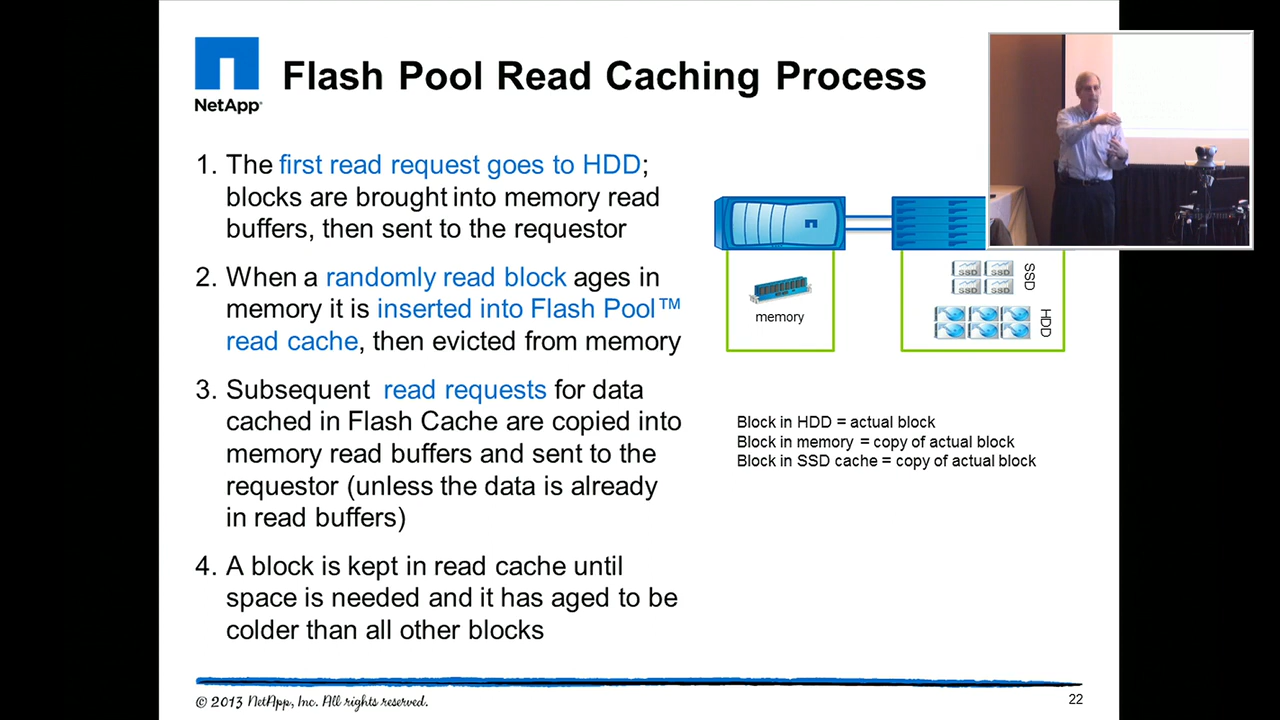 NetApp
Flash Pool Read Caching Process
1. The first read request goes to HDD;
blocks are brought into memory read
buffers, then sent to the requestor
2. When a randomly read block ages in
memory it is inserted into Flash Pool™
read cache, then evicted from memory
3. Subsequent read requests for data
cached in Flash Cache are copied into
memory read buffers and sent to the
requestor (unless the data is already
in read buffers)
4. A block is kept in read cache until
space is needed and it has aged to be
colder than all other blocks
memory
SSD SSD
SSD SSD
SSD
HDD
Block in HDD = actual block
Block in memory = copy of actual block
Block in SSD cache = copy of actual block
© 2013 NetApp, Inc. All rights reserved.
22